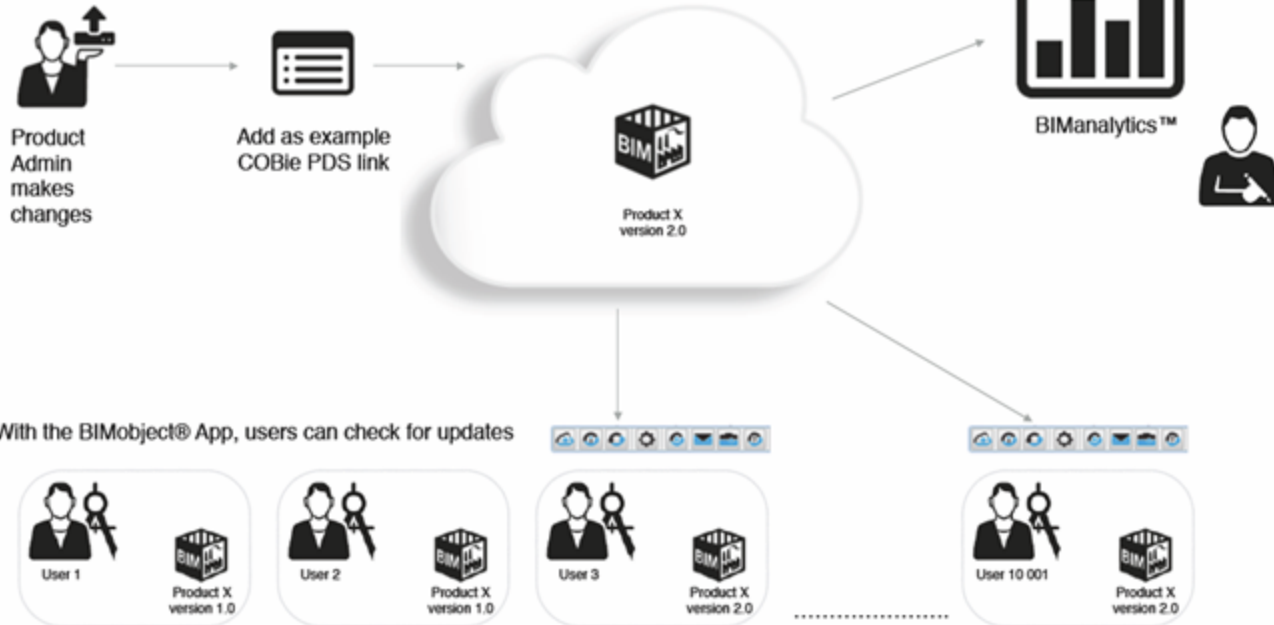 Product
Admin
makes
changes
Add as example
COBie PDS link
BIM
Product X
version 2.0
BIManalytics™
With the BIMobject® App, users can check for updates
User 1
BIM
Product X
version 1.0
User 2
BIM
Product X
version 1.0
User 3
BIM
Product X
version 2.0
User 10 001
BIM
Product X
version 2.0